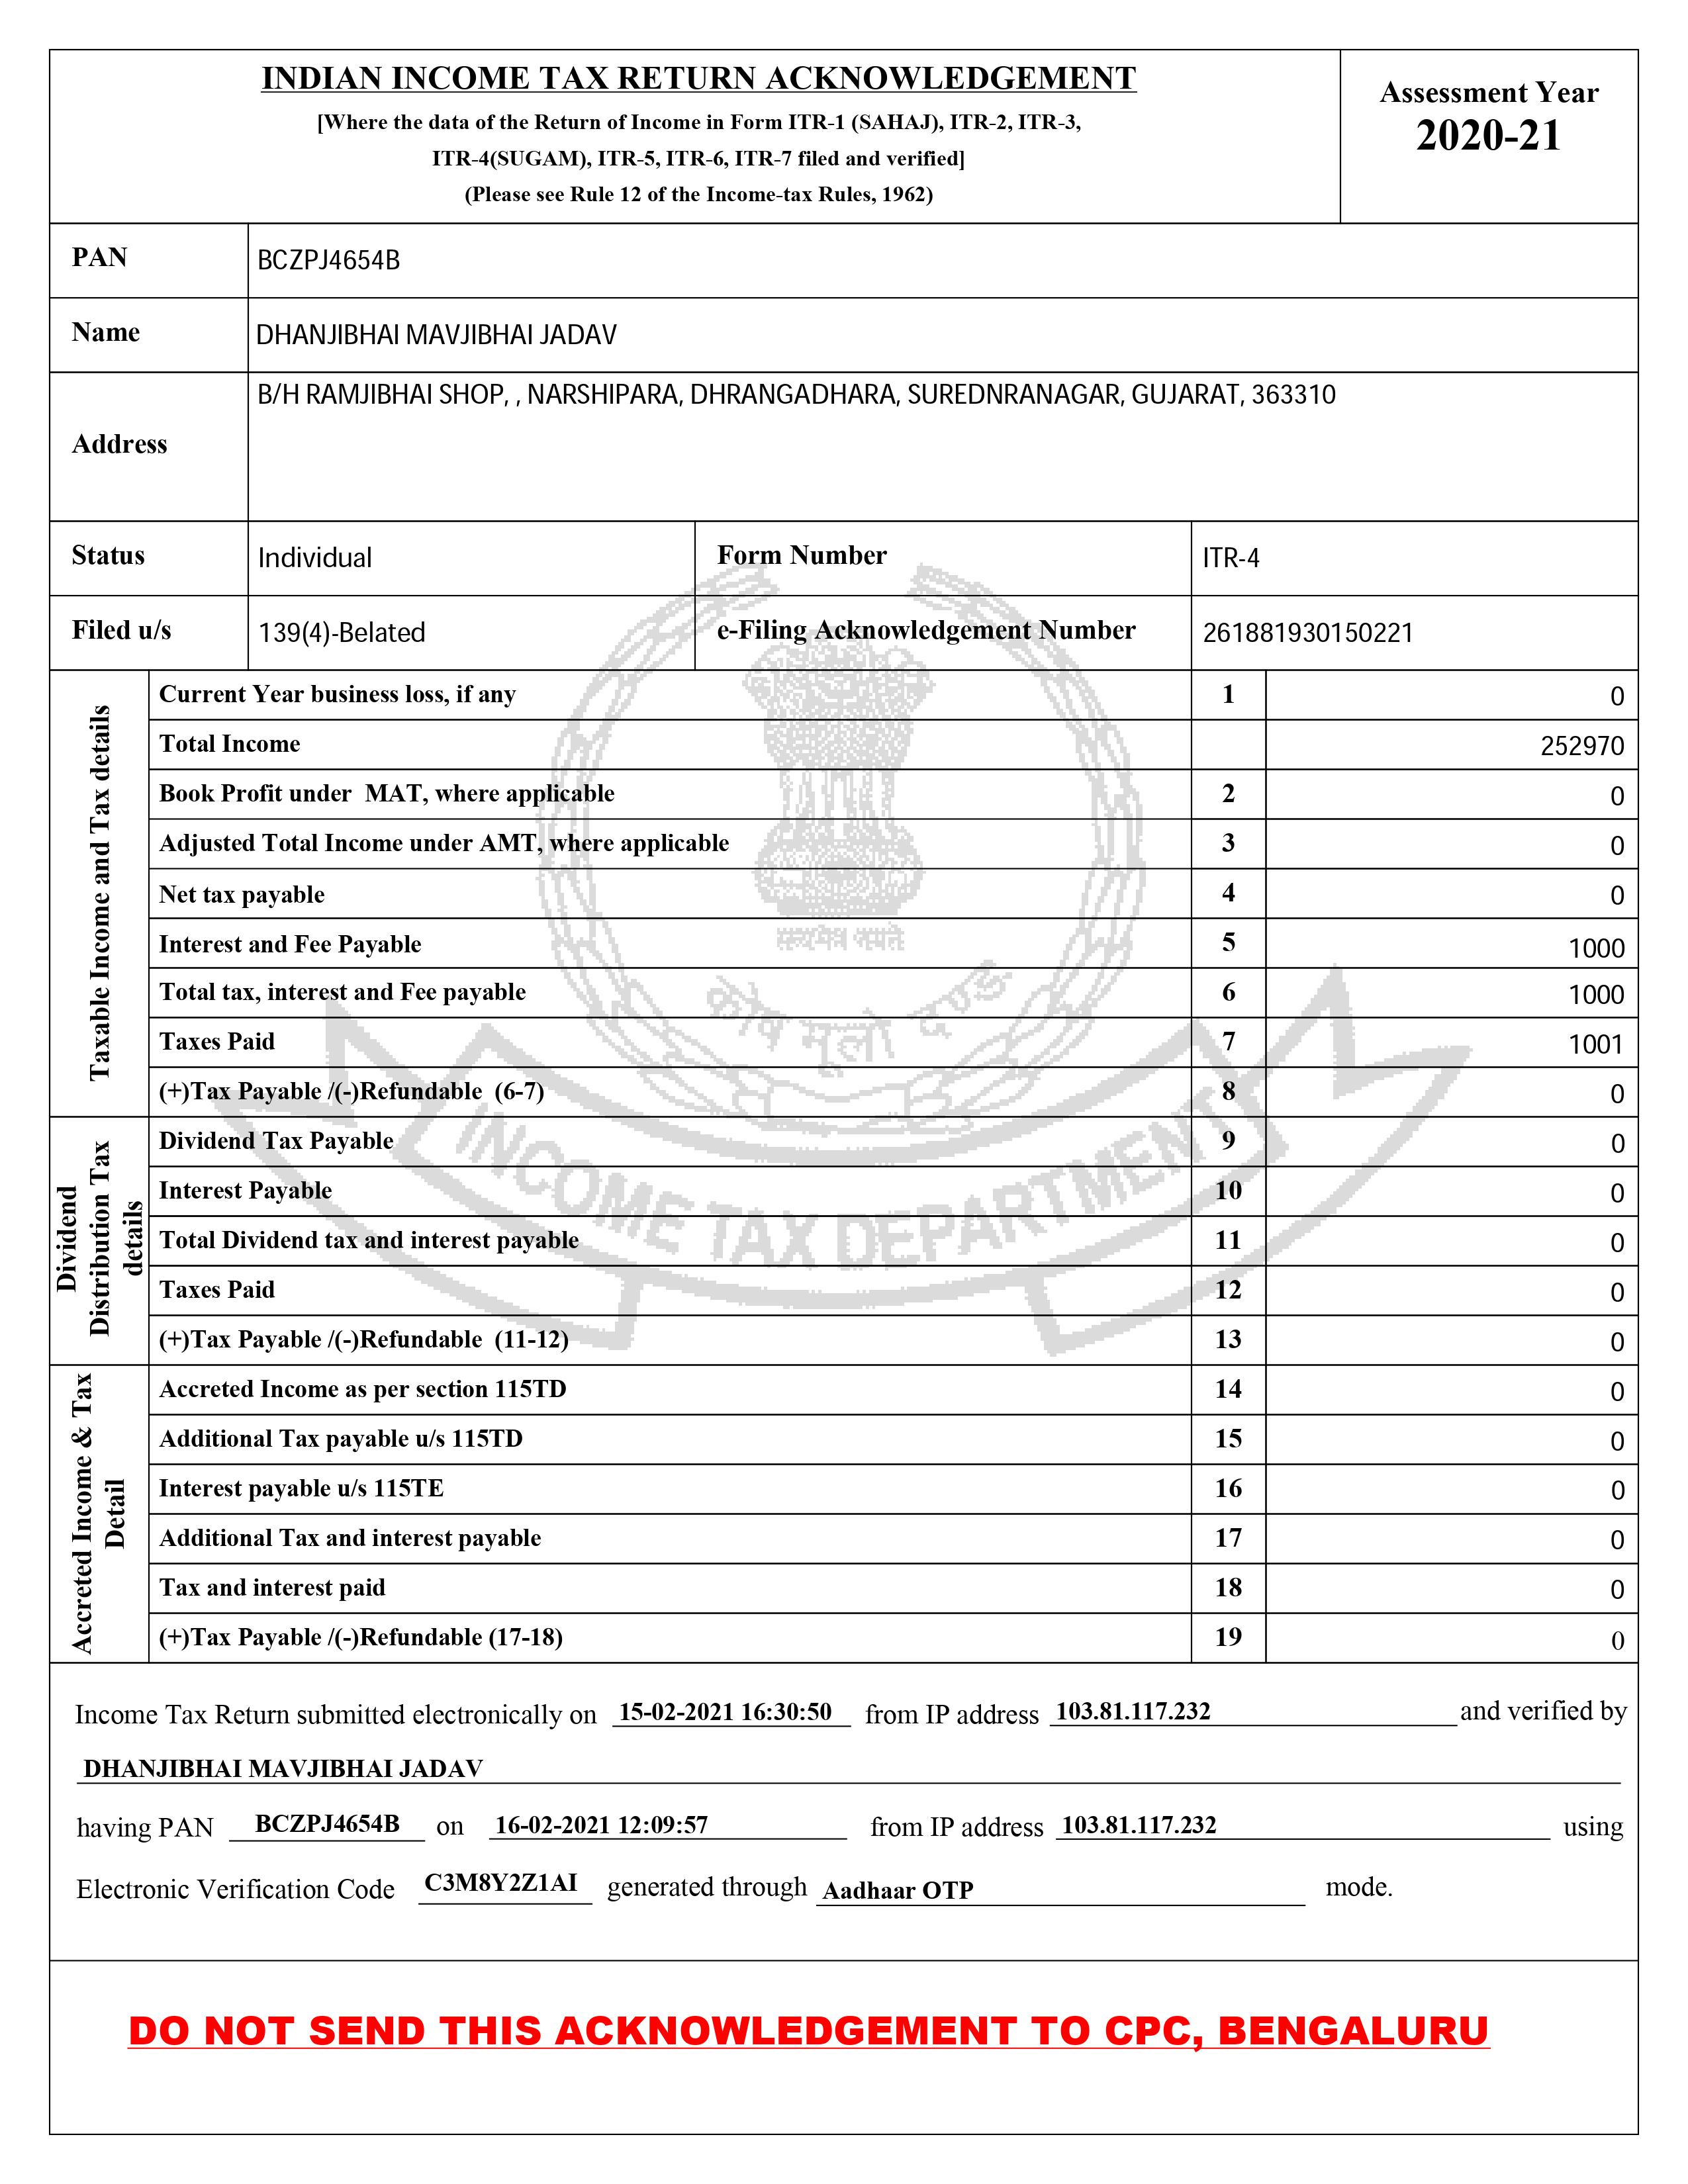 INDIAN INCOME TAX RETURN ACKNOWLEDGEMENT
[Where the data of the Return of Income in Form ITR-1 (SAHAJ), ITR-2, ITR-3,
ITR-4(SUGAM), ITR-5, ITR-6, ITR-7 filed and verified]
(Please see Rule 12 of the Income-tax Rules, 1962)
Assessment Year
2020-21
PAN BCZPJ4654B
Name DHANJIBHAI MAVJIBHAI JADAV
Address B/H RAMJIBHAI SHOP, , NARSHIPARA, DHRANGADHARA, SUREDNRANAGAR, GUJARAT, 363310
Status Individual Form Number ITR-4
Filed u/s 139(4)-Belated e-Filing Acknowledgement Number 261881930150221
Taxable Income and Tax details
Current Year business loss, if any 1 0
Total Income 252970
Book Profit under MAT, where applicable 2 0
Adjusted Total Income under AMT, where applicable 3 0
Net tax payable 4 0
Interest and Fee Payable 5 1000
Total tax, interest and Fee payable 6 1000
Taxes Paid 7 1001
(+)Tax Payable /(-)Refundable (6-7) 8 0
Dividend Distribution Tax details
Dividend Tax Payable 9 0
Interest Payable 10 0
Total Dividend tax and interest payable 11 0
Taxes Paid 12 0
(+)Tax Payable /(-)Refundable (11-12) 13 0
Accreted Income & Tax Detail
Accreted Income as per section 115TD 14 0
Additional Tax payable u/s 115TD 15 0
Interest payable u/s 115TE 16 0
Additional Tax and interest payable 17 0
Tax and interest paid 18 0
(+)Tax Payable /(-)Refundable (17-18) 19 0
सत्यमेव जयते
कोष मूलो दण्ड
INCOME TAX DEPARTMENT
Income Tax Return submitted electronically on 15-02-2021 16:30:50 from IP address 103.81.117.232 and verified by
DHANJIBHAI MAVJIBHAI JADAV
having PAN BCZPJ4654B on 16-02-2021 12:09:57 from IP address 103.81.117.232 using
Electronic Verification Code C3M8Y2Z1AI generated through Aadhaar OTP mode.
DO NOT SEND THIS ACKNOWLEDGEMENT TO CPC, BENGALURU